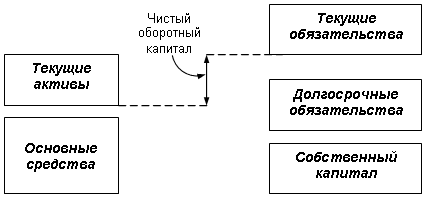 Чистый
оборотный
капитал
Текущие
обязательства
Текущие
активы
Долгосрочные
обязательства
Основные
средства
Собственный
капитал